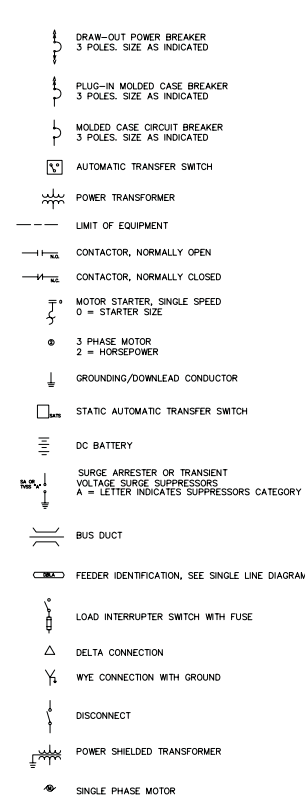 DRAW-OUT POWER BREAKER
3 POLES. SIZE AS INDICATED
PLUG-IN MOLDED CASE BREAKER
3 POLES. SIZE AS INDICATED
MOLDED CASE CIRCUIT BREAKER
3 POLES. SIZE AS INDICATED
AUTOMATIC TRANSFER SWITCH
POWER TRANSFORMER
LIMIT OF EQUIPMENT
N.O. CONTACTOR, NORMALLY OPEN
N.C. CONTACTOR, NORMALLY CLOSED
0 MOTOR STARTER, SINGLE SPEED
0 = STARTER SIZE
2 3 PHASE MOTOR
2 = HORSEPOWER
GROUNDING/DOWNLEAD CONDUCTOR
SATS STATIC AUTOMATIC TRANSFER SWITCH
DC BATTERY
SURGE ARRESTER OR TRANSIENT
SA OR TVSS "A" VOLTAGE SURGE SUPPRESSORS
A = LETTER INDICATES SUPPRESSORS CATEGORY
BUS DUCT
FEEDER IDENTIFICATION, SEE SINGLE LINE DIAGRAM
LOAD INTERRUPTER SWITCH WITH FUSE
DELTA CONNECTION
WYE CONNECTION WITH GROUND
DISCONNECT
POWER SHIELDED TRANSFORMER
SINGLE PHASE MOTOR